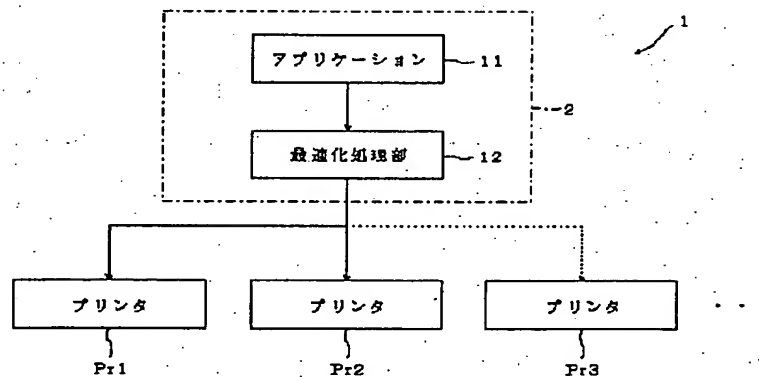 1
アプリケーション 11
2
最適化処理部 12
プリンタ プリンタ プリンタ ・・
Pr1 Pr2 Pr3